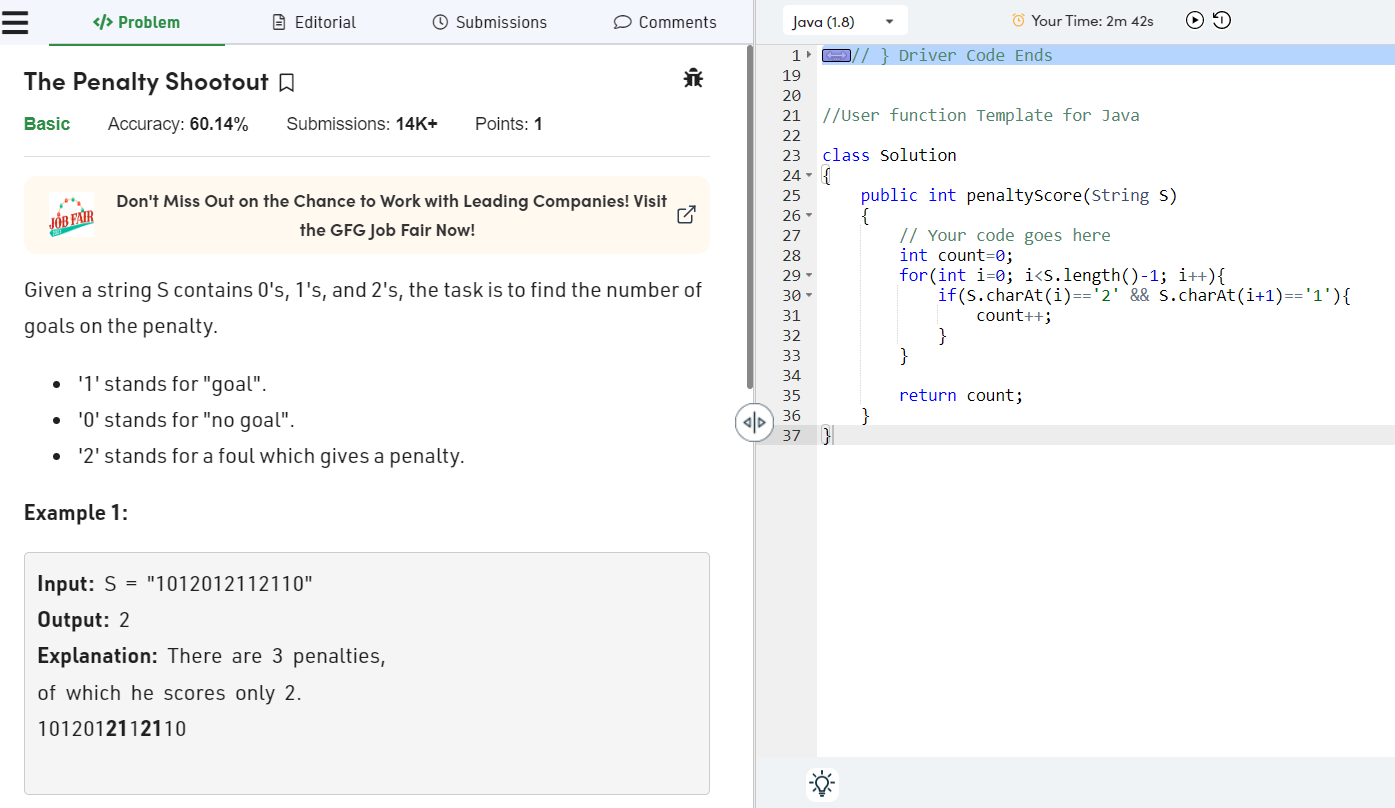 Problem
Editorial
Submissions
Comments
The Penalty Shootout
Basic Accuracy: 60.14% Submissions: 14K+ Points: 1
JOB FAIR
Don't Miss Out on the Chance to Work with Leading Companies! Visit
the GFG Job Fair Now!
Given a string S contains 0's, 1's, and 2's, the task is to find the number of
goals on the penalty.
• '1' stands for "goal".
• '0' stands for "no goal".
• '2' stands for a foul which gives a penalty.
Example 1:
Input: S = "1012012112110"
Output: 2
Explanation: There are 3 penalties,
of which he scores only 2.
1012012112110
Java (1.8)
Your Time: 2m 42s
1 // } Driver Code Ends
19
20
21 //User function Template for Java
22
23 class Solution
24 {
25     public int penaltyScore(String S)
26     {
27         // Your code goes here
28         int count=0;
29         for(int i=0; i<S.length()-1; i++){
30             if(S.charAt(i)=='2' && S.charAt(i+1)=='1'){
31                 count++;
32             }
33         }
34
35         return count;
36     }
37 }